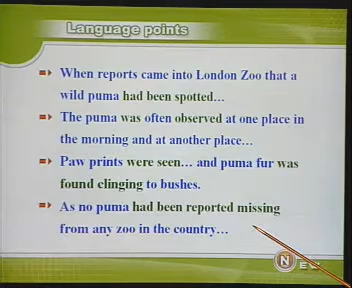 Language points
When reports came into London Zoo that a
wild puma had been spotted...
The puma was often observed at one place in
the morning and at another place...
Paw prints were seen... and puma fur was
found clinging to bushes.
As no puma had been reported missing
from any zoo in the country...
N